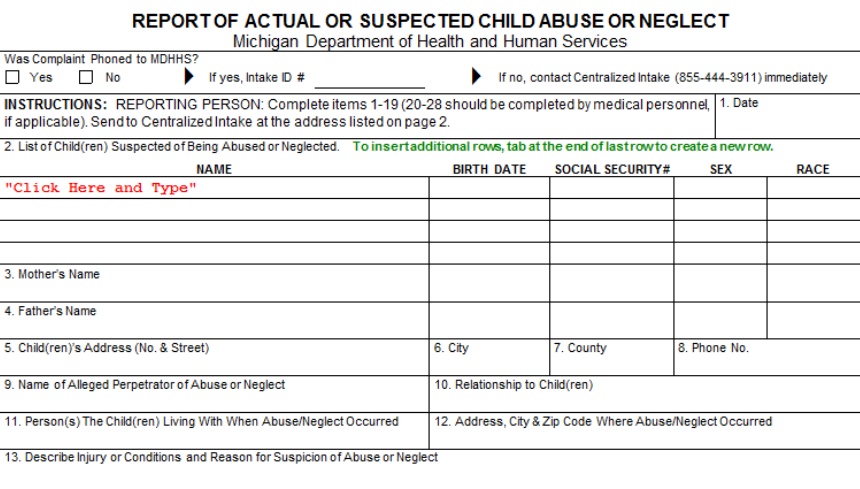 REPORT OF ACTUAL OR SUSPECTED CHILD ABUSE OR NEGLECT
Michigan Department of Health and Human Services
Was Complaint Phoned to MDHHS?
Yes No If yes, Intake ID # If no, contact Centralized Intake (855-444-3911) immediately
INSTRUCTIONS: REPORTING PERSON: Complete items 1-19 (20-28 should be completed by medical personnel, 1. Date
if applicable). Send to Centralized Intake at the address listed on page 2.
2. List of Child(ren) Suspected of Being Abused or Neglected. To insert additional rows, tab at the end of last row to create a new row.
NAME BIRTH DATE SOCIAL SECURITY# SEX RACE
"Click Here and Type"
3. Mother's Name
4. Father's Name
5. Child(ren)'s Address (No. & Street) 6. City 7. County 8. Phone No.
9. Name of Alleged Perpetrator of Abuse or Neglect 10. Relationship to Child(ren)
11. Person(s) The Child(ren) Living With When Abuse/Neglect Occurred 12. Address, City & Zip Code Where Abuse/Neglect Occurred
13. Describe Injury or Conditions and Reason for Suspicion of Abuse or Neglect